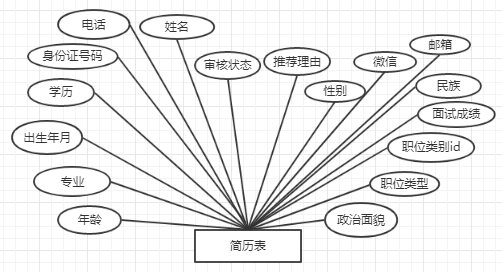 电话
姓名
邮箱
身份证号码
审核状态
推荐理由
微信
学历
性别
民族
面试成绩
出生年月
职位类别id
专业
职位类型
年龄
政治面貌
简历表